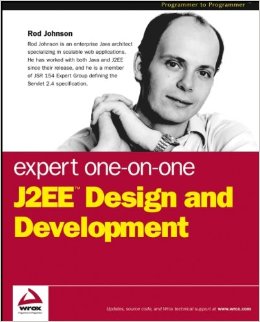 Programmer to Programmer™
Rod Johnson
Rod Johnson is an enterprise Java architect
specializing in scalable web applications.
He has worked with both Java and J2EE
since their release, and he is a member
of JSR 154 Expert Group defining the
Servlet 2.4 specification.
expert one-on-one
J2EE™ Design and
Development
wrox
Updates, source code, and Wrox technical support at www.wrox.com